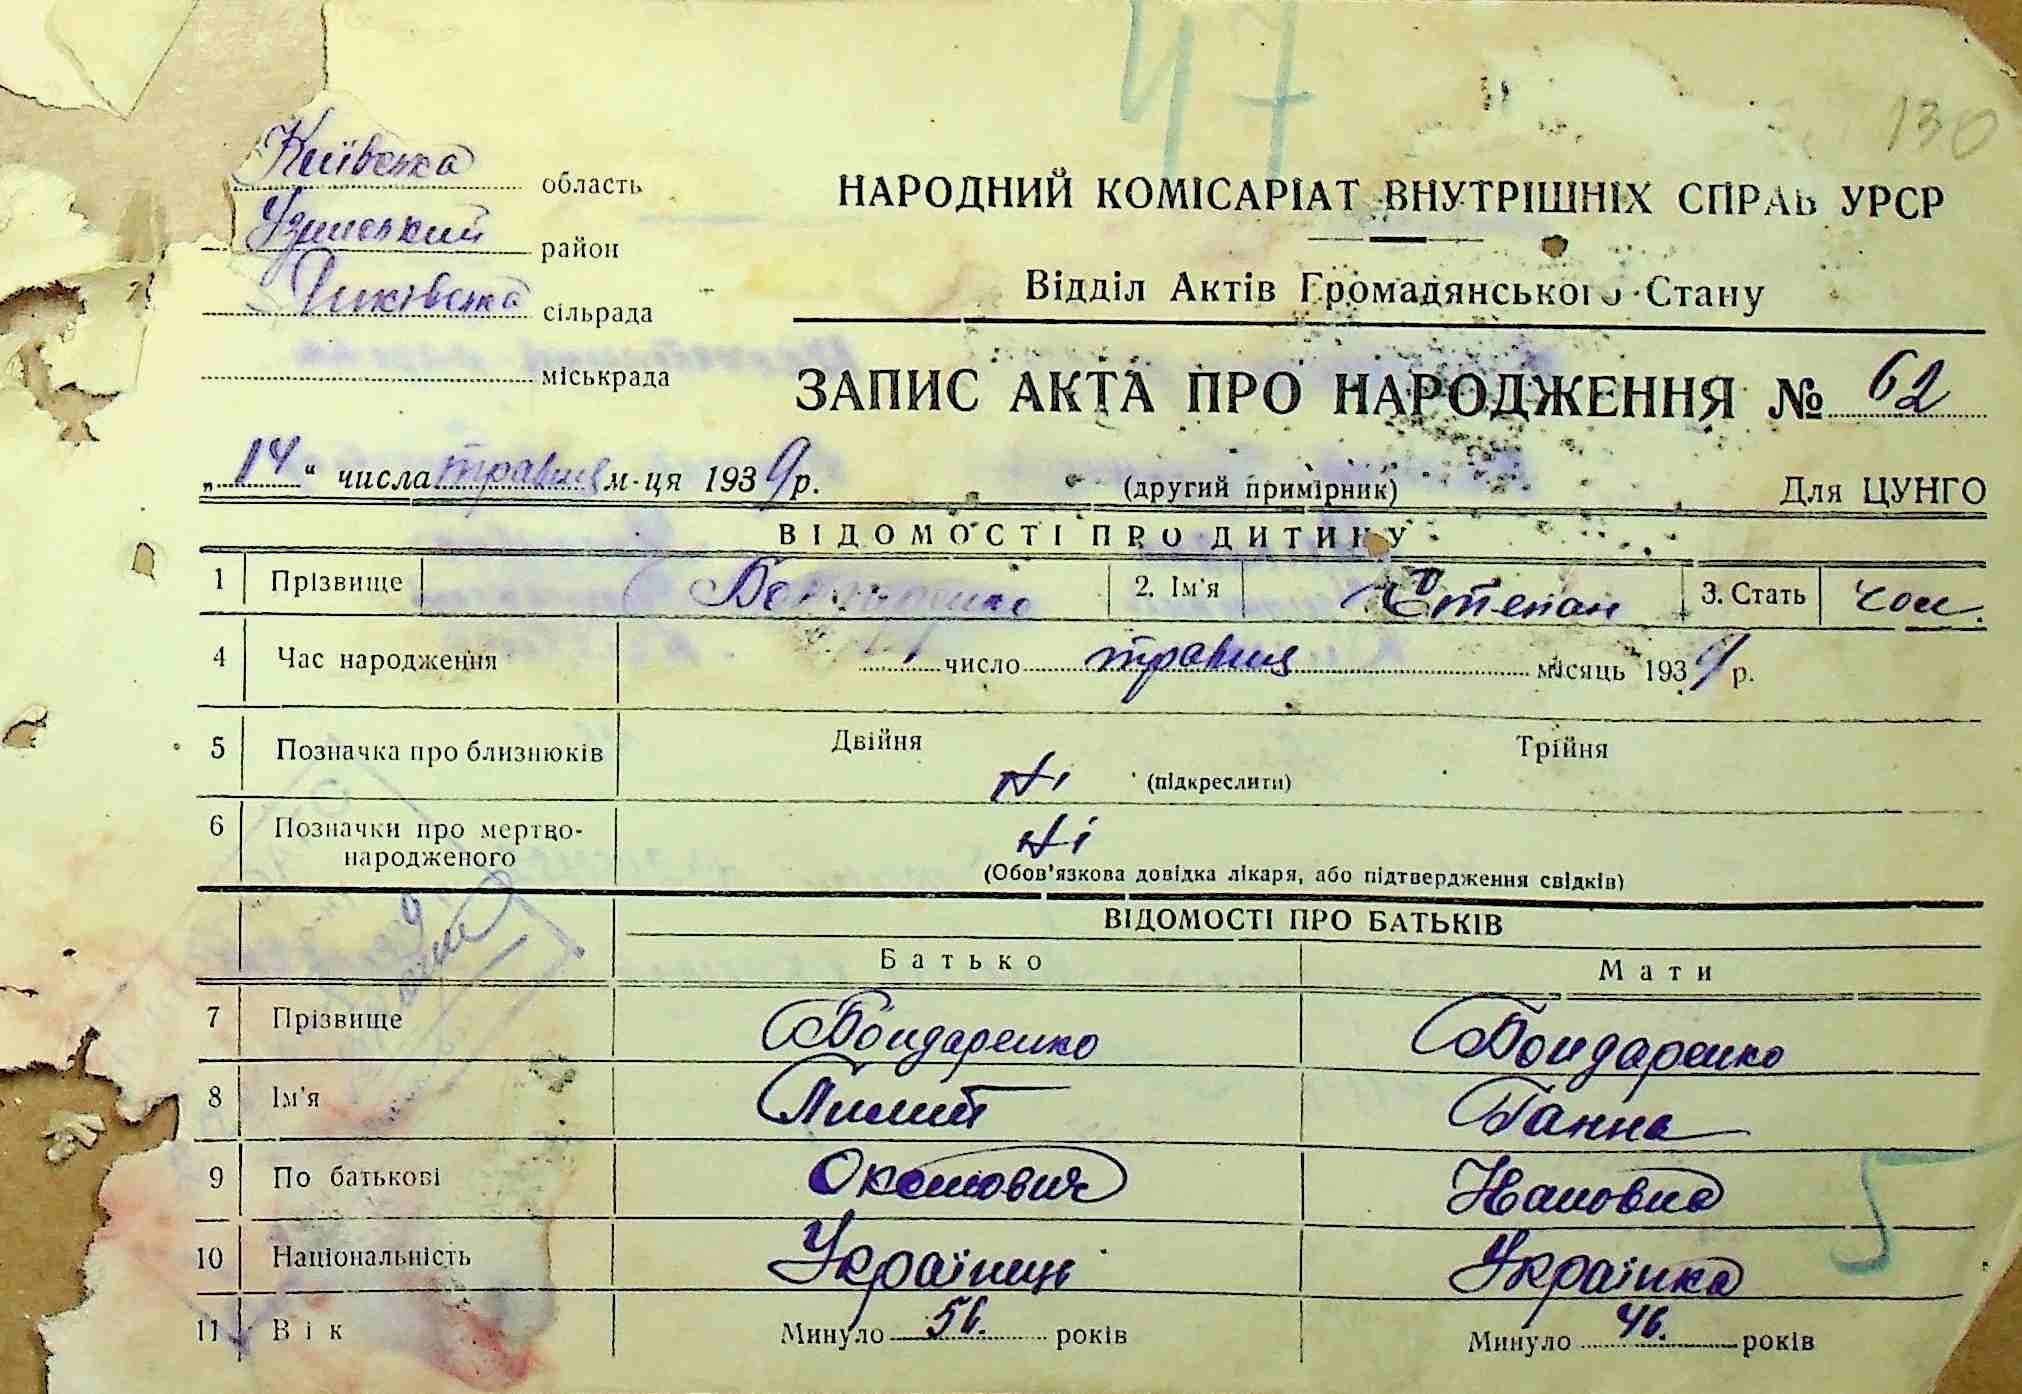 47
130
Київська область
Узинський район
сільрада
міськрада
НАРОДНИЙ КОМІСАРІАТ ВНУТРІШНІХ СПРАВ УРСР
Відділ Актів Громадянського Стану
ЗАПИС АКТА ПРО НАРОДЖЕННЯ № 62
„14“ числа травня м-ця 1939 р.
(другий примірник)
Для ЦУНГО
ВІДОМОСТІ ПРО ДИТИНУ
1 Прізвище Бондаренко 2. Ім'я Степан 3. Стать чол.
4 Час народження число травня місяць 1939 р.
5 Позначка про близнюків Двійня Трійня
Ні (підкреслити)
6 Позначки про мертво-
народженого Ні
(Обов'язкова довідка лікаря, або підтвердження свідків)
ВІДОМОСТІ ПРО БАТЬКІВ
Батько Мати
7 Прізвище Бондаренко Бондаренко
8 Ім'я Пилип Ганна
9 По батькові
5
10 Національність Українець Українка
11 Вік Минуло 56. років Минуло 46. років